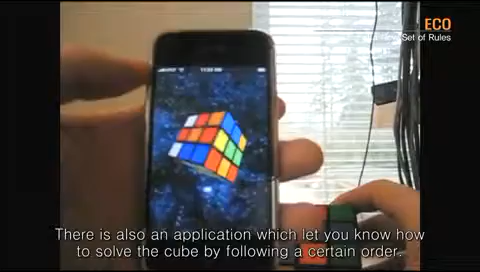 ECO
Set of Rules
There is also an application which let you know how
to solve the cube by following a certain order.